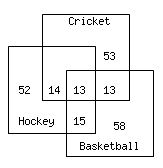 Cricket
53
52 14 13 13
Hockey 15
58
Basketball